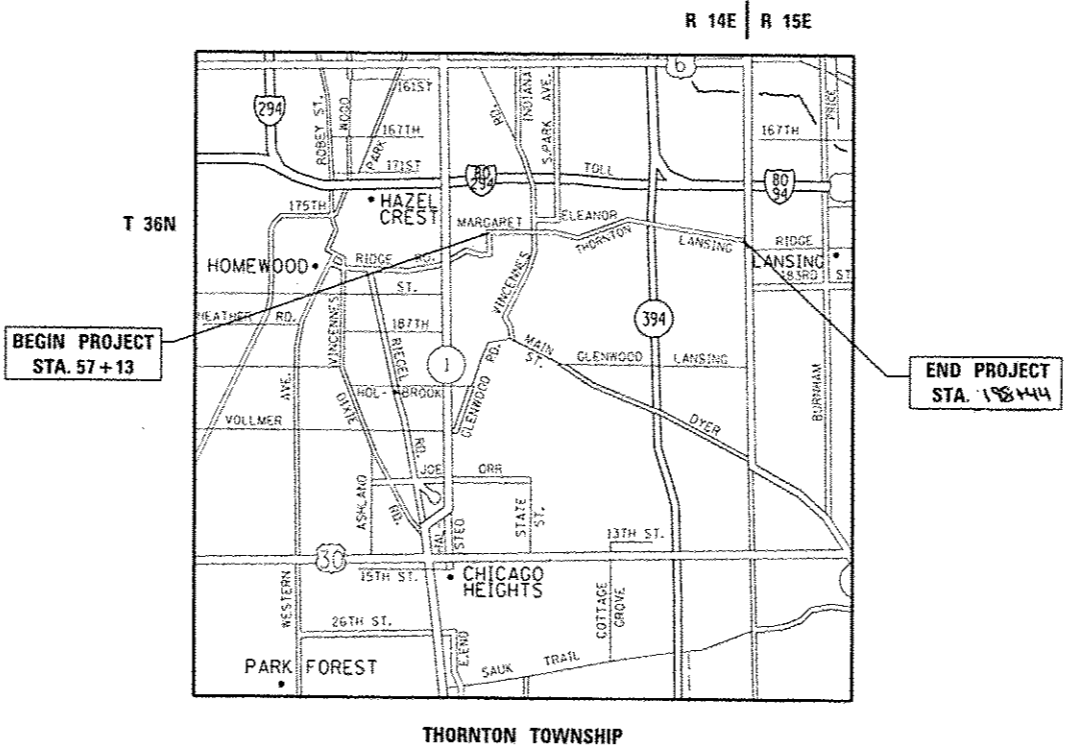 R 14E R 15E
161ST
6
INDIANA
S.PARK AVE.
PRICE
294
ROBEY ST.
WOOD
RD.
167TH
167TH
PARK
171ST
80
294
TOLL
80
94
HAZEL
CREST
175TH
T 36N
MARGARET
ELEANOR
THORNTON
LANSING
RIDGE
HOMEWOOD
RIDGE RD.
LANSING
183RD ST
ST.
VINCENNES
HEATHER RD.
VINCENNES
187TH
394
BEGIN PROJECT
STA. 57+13
RIEGEL
1
MAIN
ST.
GLENWOOD LANSING
END PROJECT
STA. 198+44
AVE.
DIXIE
HOL- BROOK
GLENWOOD RD.
BURNHAM
VOLLMER
DYER
RD.
JOE ORR
ASHLAND
RD.
HAL
STED
STATE
ST.
13TH ST.
30
15TH ST.
CHICAGO
HEIGHTS
WESTERN
COTTAGE
GROVE
26TH ST.
E.END
SAUK TRAIL
PARK FOREST
THORNTON TOWNSHIP